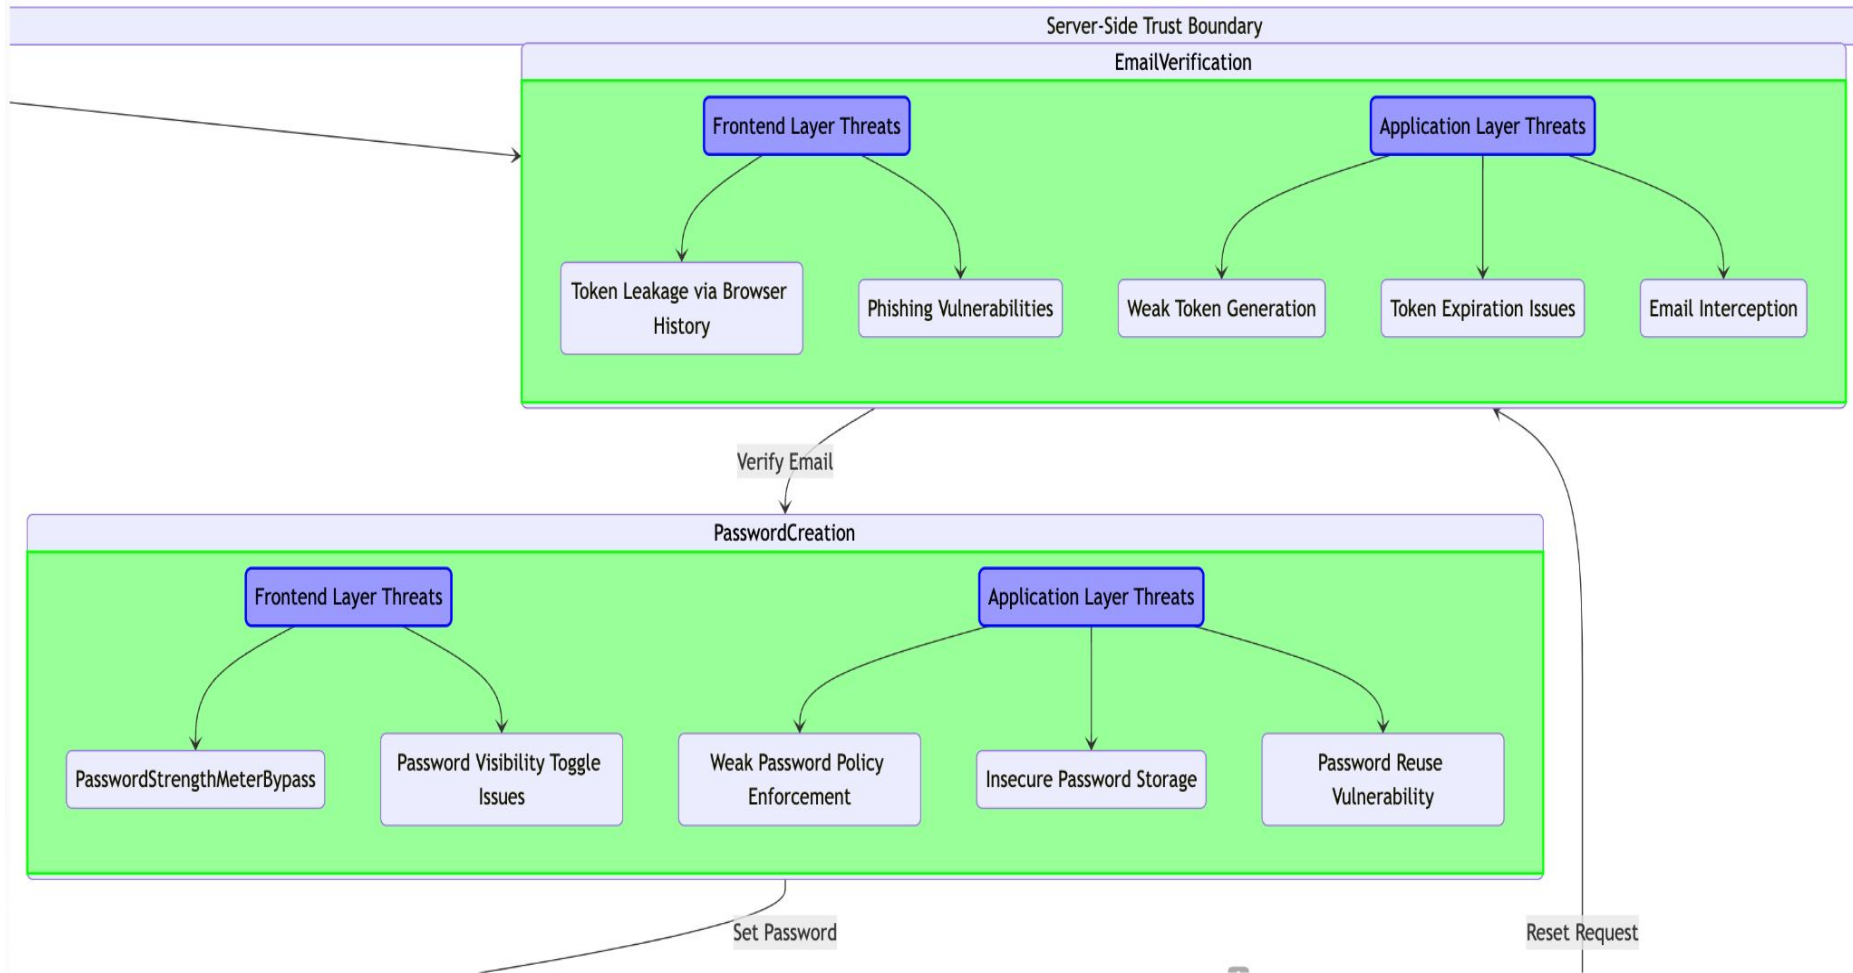 Server-Side Trust Boundary
EmailVerification
Frontend Layer Threats
Application Layer Threats
Token Leakage via Browser
History
Phishing Vulnerabilities
Weak Token Generation
Token Expiration Issues
Email Interception
Verify Email
PasswordCreation
Frontend Layer Threats
Application Layer Threats
PasswordStrengthMeterBypass
Password Visibility Toggle
Issues
Weak Password Policy
Enforcement
Insecure Password Storage
Password Reuse
Vulnerability
Set Password
Reset Request